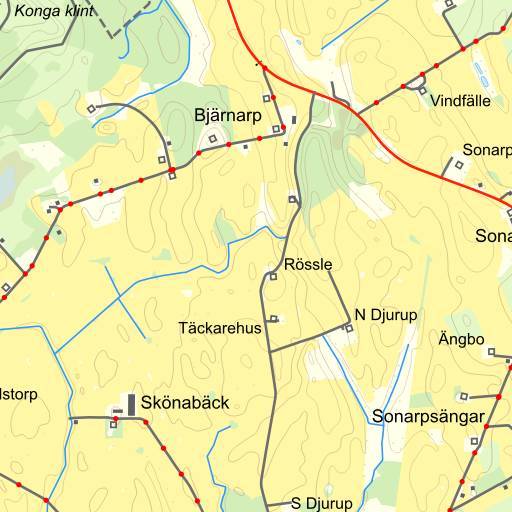 Konga klint
Vindfälle
Bjärnarp
Sonarp
Sona
Rössle
N Djurup
Täckarehus
Ängbo
lstorp
Skönabäck
Sonarpsängar
S Djurup